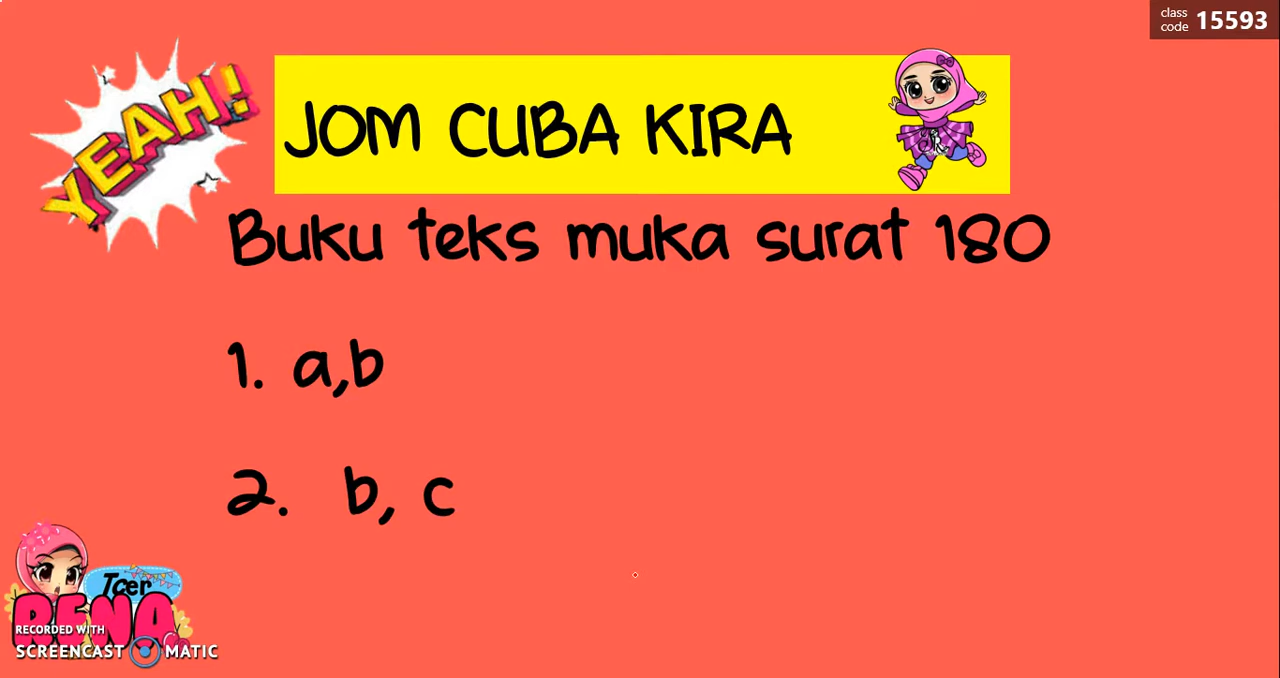 class
code 15593
YEAH!
JOM CUBA KIRA
Buku teks muka surat 180
1. a,b
2. b, c
Tcer
RENA
RECORDED WITH
SCREENCAST MATIC